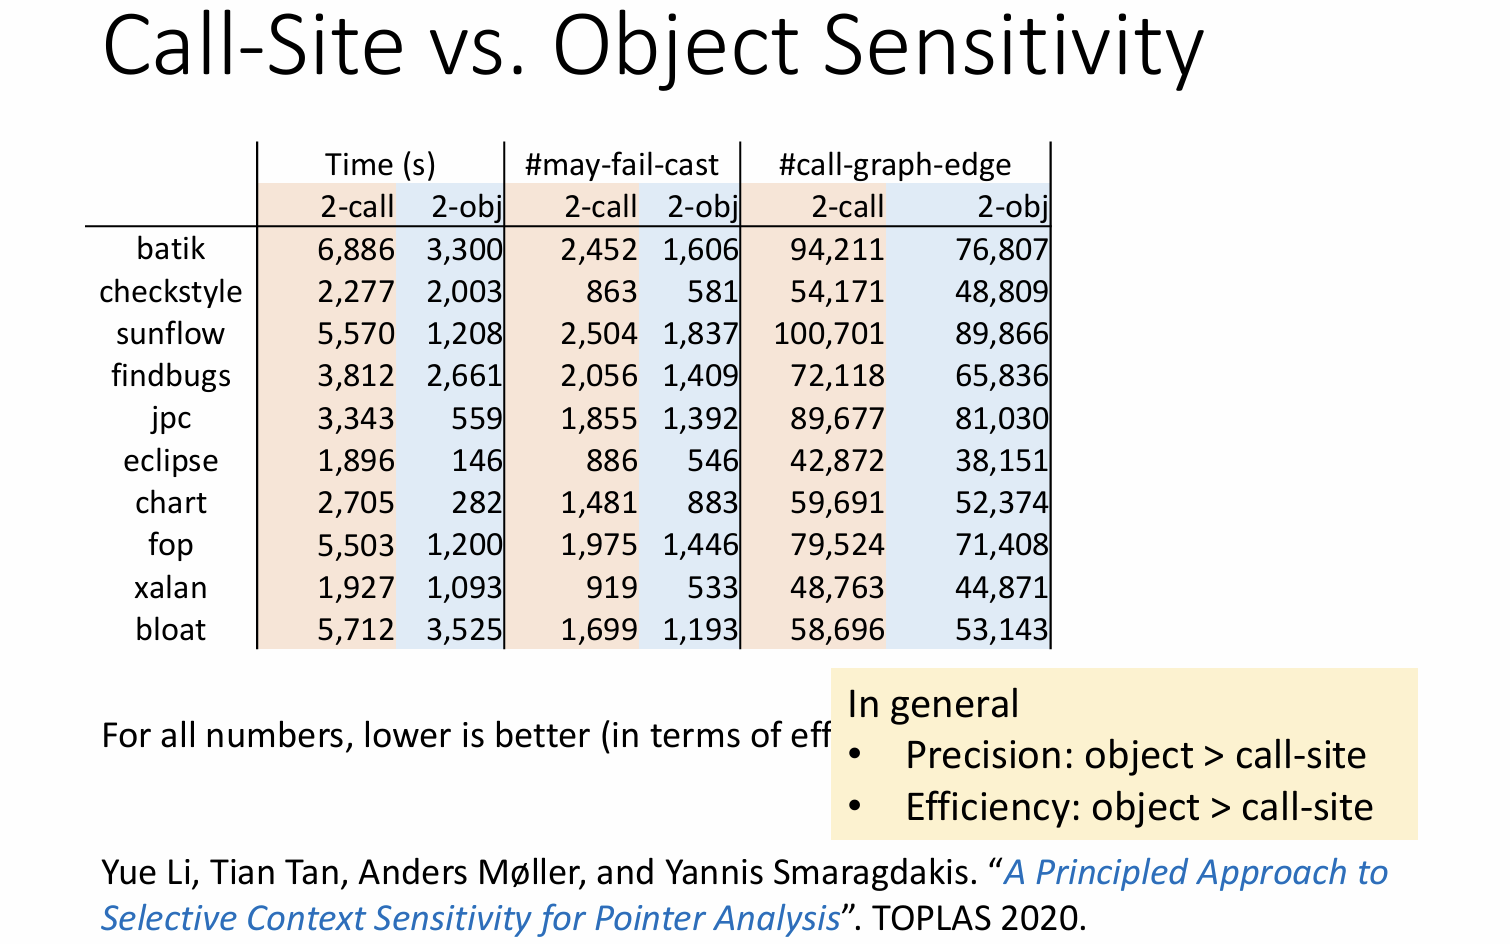 Call-Site vs. Object Sensitivity
Time (s) #may-fail-cast #call-graph-edge
2-call 2-obj 2-call 2-obj 2-call 2-obj
batik 6,886 3,300 2,452 1,606 94,211 76,807
checkstyle 2,277 2,003 863 581 54,171 48,809
sunflow 5,570 1,208 2,504 1,837 100,701 89,866
findbugs 3,812 2,661 2,056 1,409 72,118 65,836
jpc 3,343 559 1,855 1,392 89,677 81,030
eclipse 1,896 146 886 546 42,872 38,151
chart 2,705 282 1,481 883 59,691 52,374
fop 5,503 1,200 1,975 1,446 79,524 71,408
xalan 1,927 1,093 919 533 48,763 44,871
bloat 5,712 3,525 1,699 1,193 58,696 53,143
For all numbers, lower is better (in terms of eff
In general
• Precision: object > call-site
• Efficiency: object > call-site
Yue Li, Tian Tan, Anders Møller, and Yannis Smaragdakis. “A Principled Approach to
Selective Context Sensitivity for Pointer Analysis”. TOPLAS 2020.